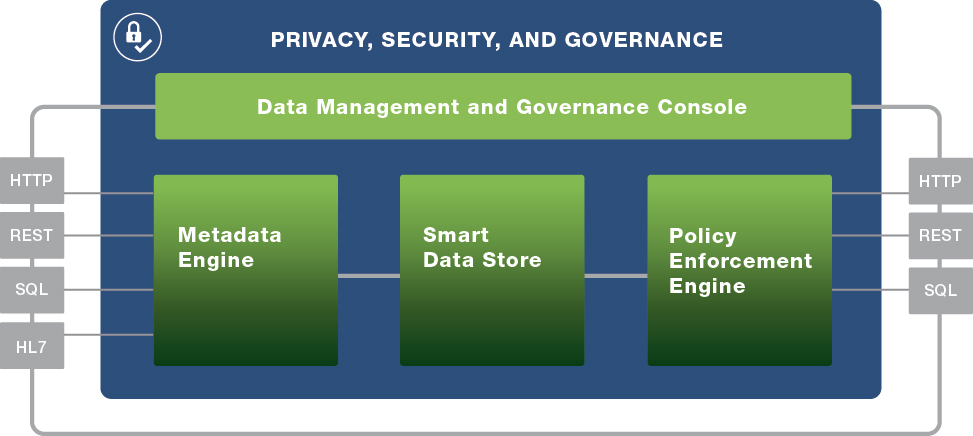 PRIVACY, SECURITY, AND GOVERNANCE
Data Management and Governance Console
HTTP
REST
SQL
HL7
Metadata
Engine
Smart
Data Store
Policy
Enforcement
Engine
HTTP
REST
SQL